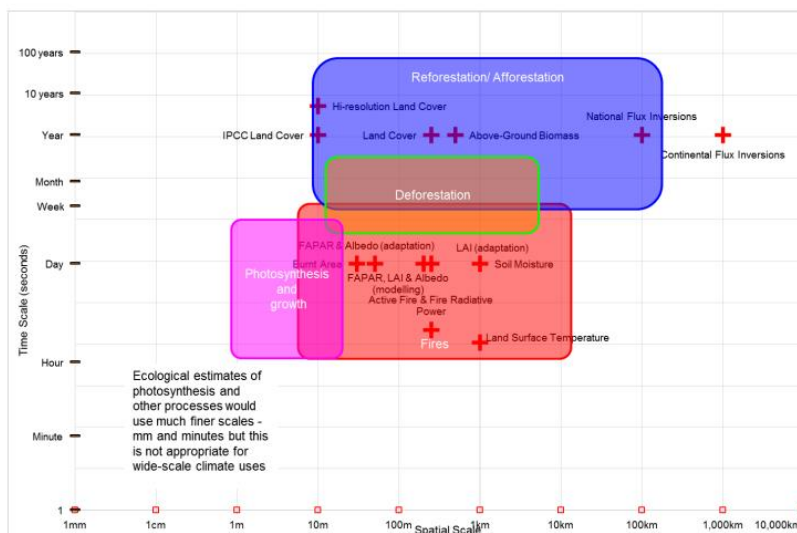 100 years
Reforestation/ Afforestation
10 years
Hi-resolution Land Cover
National Flux Inversions
Year
IPCC Land Cover
Land Cover
Above-Ground Biomass
Continental Flux Inversions
Month
Deforestation
Week
FAPAR & Albedo (adaptation)
LAI (adaptation)
Day
Burnt Area
Soil Moisture
Photosynthesis
and
growth
FAPAR, LAI & Albedo
(modelling)
Active Fire & Fire Radiative
Power
Land Surface Temperature
Fires
Hour
Time Scale (seconds)
Ecological estimates of
photosynthesis and
other processes would
use much finer scales -
mm and minutes but this
is not appropriate for
wide-scale climate uses
Minute
1
1mm
1cm
1m
10m
100m
1km
10km
100km
1,000km
10,000km
Spatial Scale